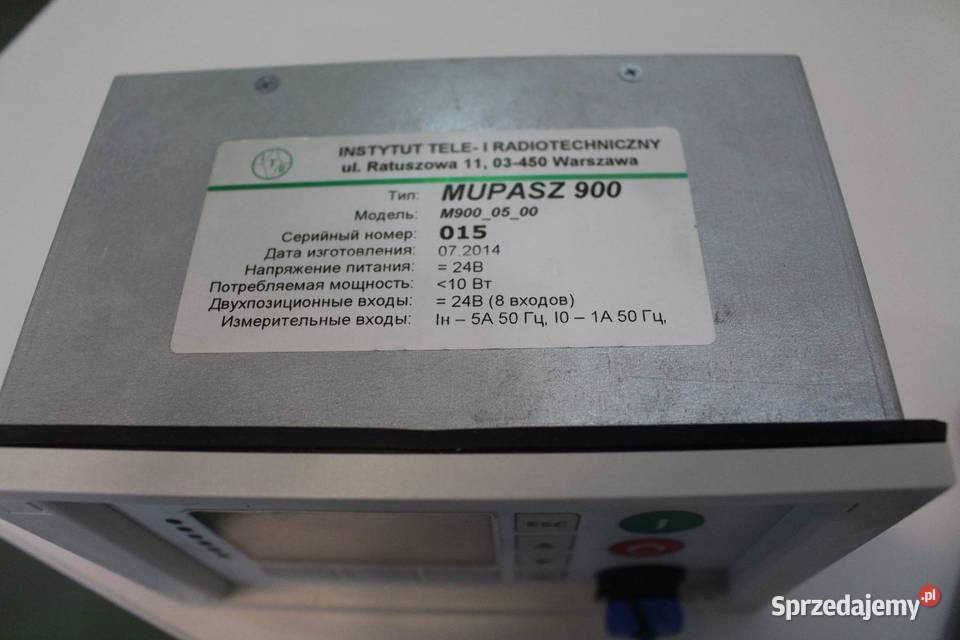 INSTYTUT TELE- I RADIOTECHNICZNY
ul. Ratuszowa 11, 03-450 Warszawa
Тип: MUPASZ 900
Модель: M900_05_00
Серийный номер: 015
Дата изготовления: 07.2014
Напряжение питания: = 24В
Потребляемая мощность: <10 Вт
Двухпозиционные входы: = 24В (8 входов)
Измерительные входы: Iн – 5А 50 Гц, I0 – 1А 50 Гц,
ESC
Sprzedajemy.pl